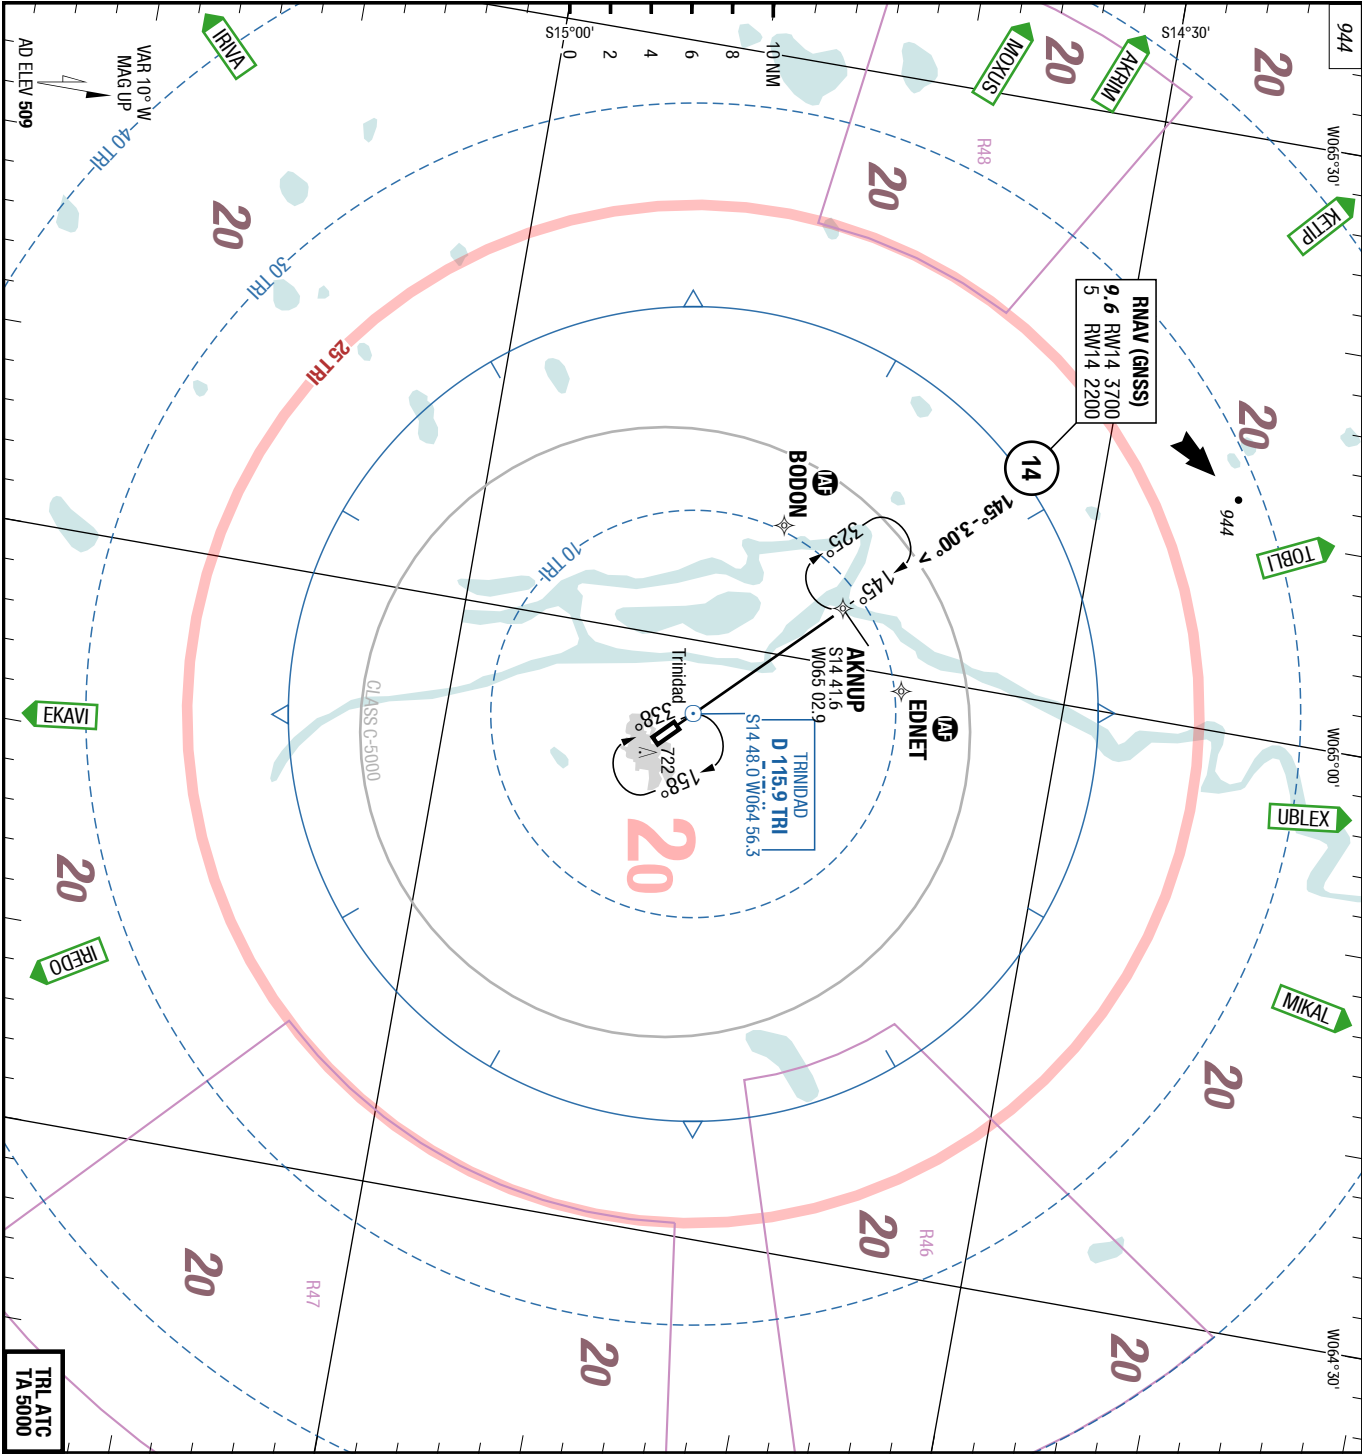 944
S14°30'
W065°30'
AKRIM
MOXUS
20
20
10 NM
8
6
4
2
0
S15°00'
IRIVA
VAR 10° W
MAG UP
AD ELEV 509
40 TRI
R48
20
KETIP
20
30 TRI
25 TRI
RNAV (GNSS)
9.6 RW14 3700
5 RW14 2200
14
20
944
TOBLI
145°-3.00°
IAF
BODON
325°
145°
10 TRI
AKNUP
S14 41.6
W065 02.9
IAF
EDNET
Trinidad
338°
722
158°
TRINIDAD
D 115.9 TRI
S14 48.0 W064 56.3
CLASS C-5000
EKAVI
W065°00'
UBLEX
20
20
IREDO
MIKAL
20
R46
20
R47
20
20
20
W064°30'
TRL ATC
TA 5000